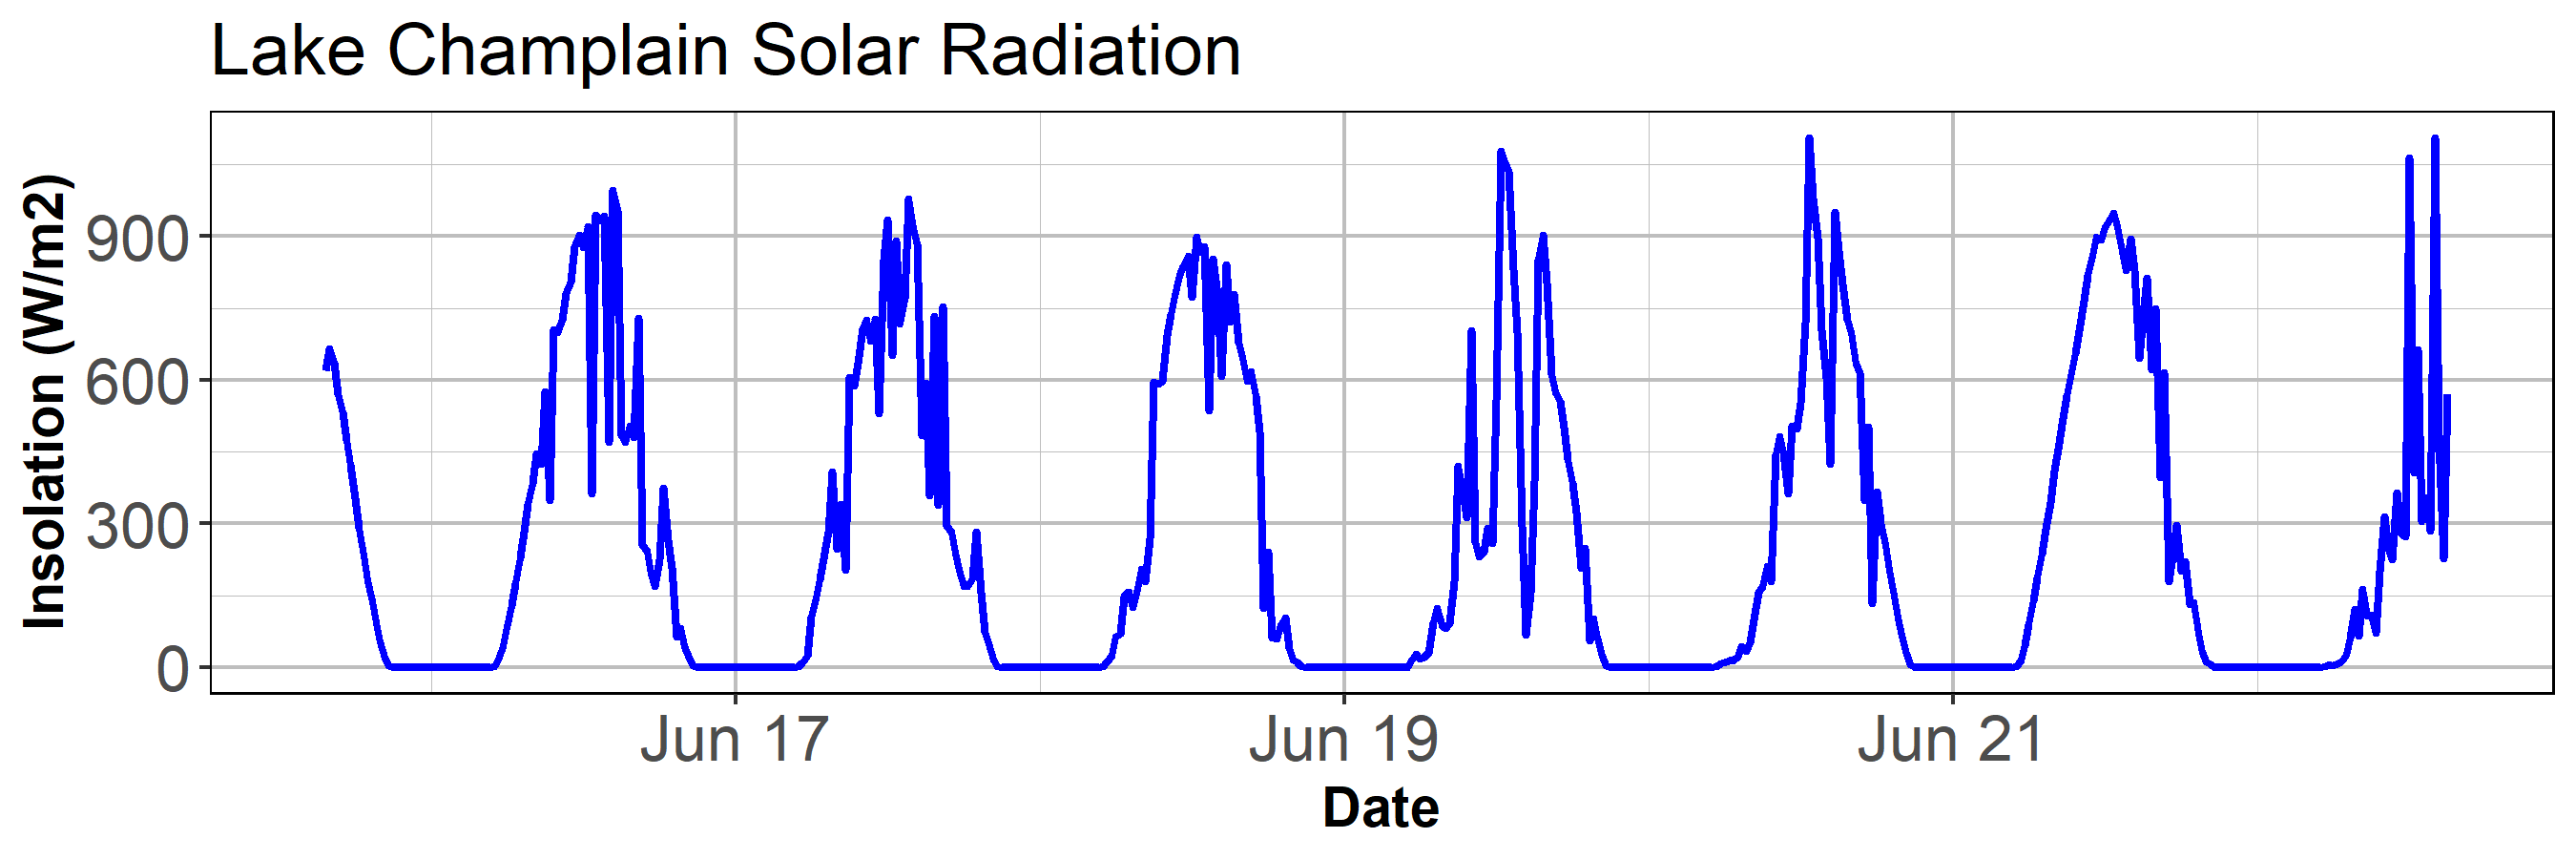 Lake Champlain Solar Radiation
Insolation (W/m2)
900
600
300
0
Jun 17 Jun 19 Jun 21
Date